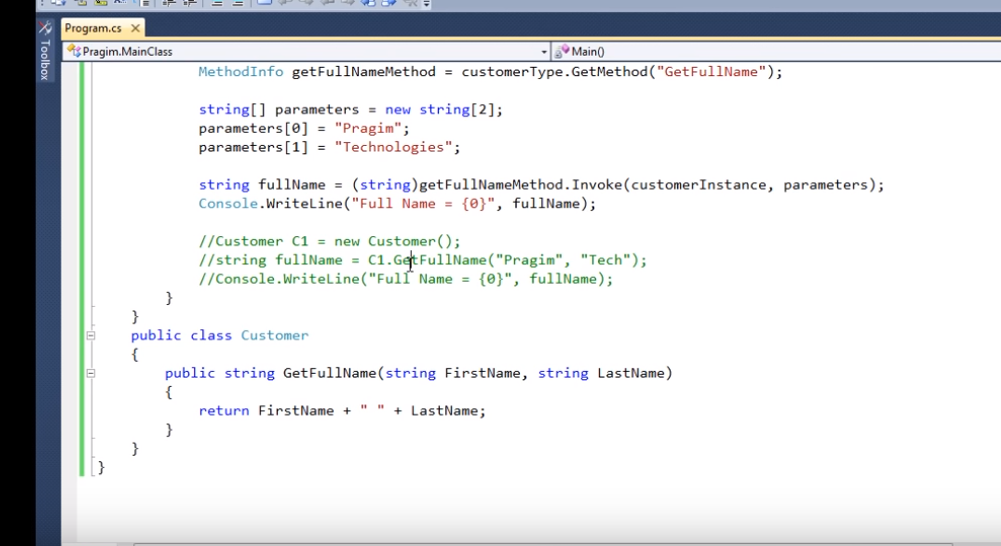 Program.cs
Toolbox
Pragim.MainClass
Main()
MethodInfo getFullNameMethod = customerType.GetMethod("GetFullName");
string[] parameters = new string[2];
parameters[0] = "Pragim";
parameters[1] = "Technologies";
string fullName = (string)getFullNameMethod.Invoke(customerInstance, parameters);
Console.WriteLine("Full Name = {0}", fullName);
//Customer C1 = new Customer();
//string fullName = C1.GetFullName("Pragim", "Tech");
//Console.WriteLine("Full Name = {0}", fullName);
}
}
public class Customer
{
public string GetFullName(string FirstName, string LastName)
{
return FirstName + " " + LastName;
}
}
}